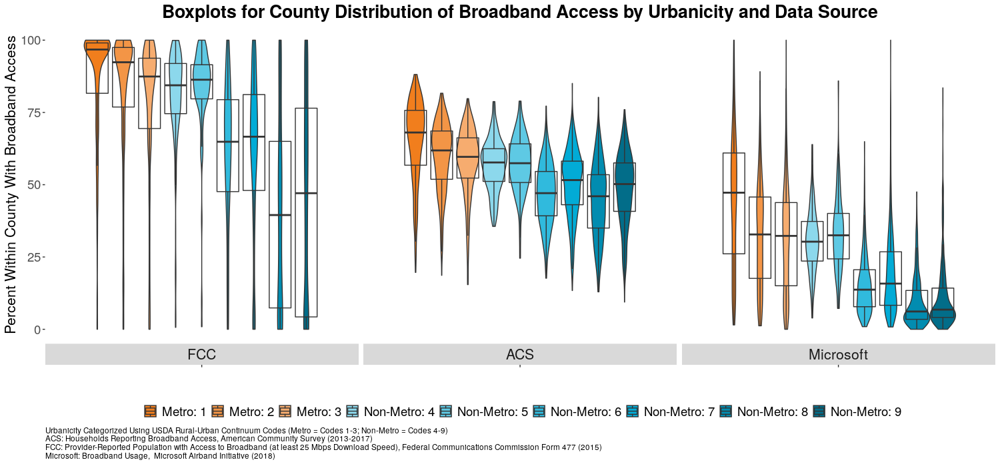 Boxplots for County Distribution of Broadband Access by Urbanicity and Data Source
Percent Within County With Broadband Access
100
75
50
25
0
FCC
ACS
Microsoft
Metro: 1
Metro: 2
Metro: 3
Non-Metro: 4
Non-Metro: 5
Non-Metro: 6
Non-Metro: 7
Non-Metro: 8
Non-Metro: 9
Urbanicity Categorized Using USDA Rural-Urban Continuum Codes (Metro = Codes 1-3; Non-Metro = Codes 4-9)
ACS: Households Reporting Broadband Access, American Community Survey (2013-2017)
FCC: Provider-Reported Population with Access to Broadband (at least 25 Mbps Download Speed), Federal Communications Commission Form 477 (2015)
Microsoft: Broadband Usage,  Microsoft Airband Initiative (2018)